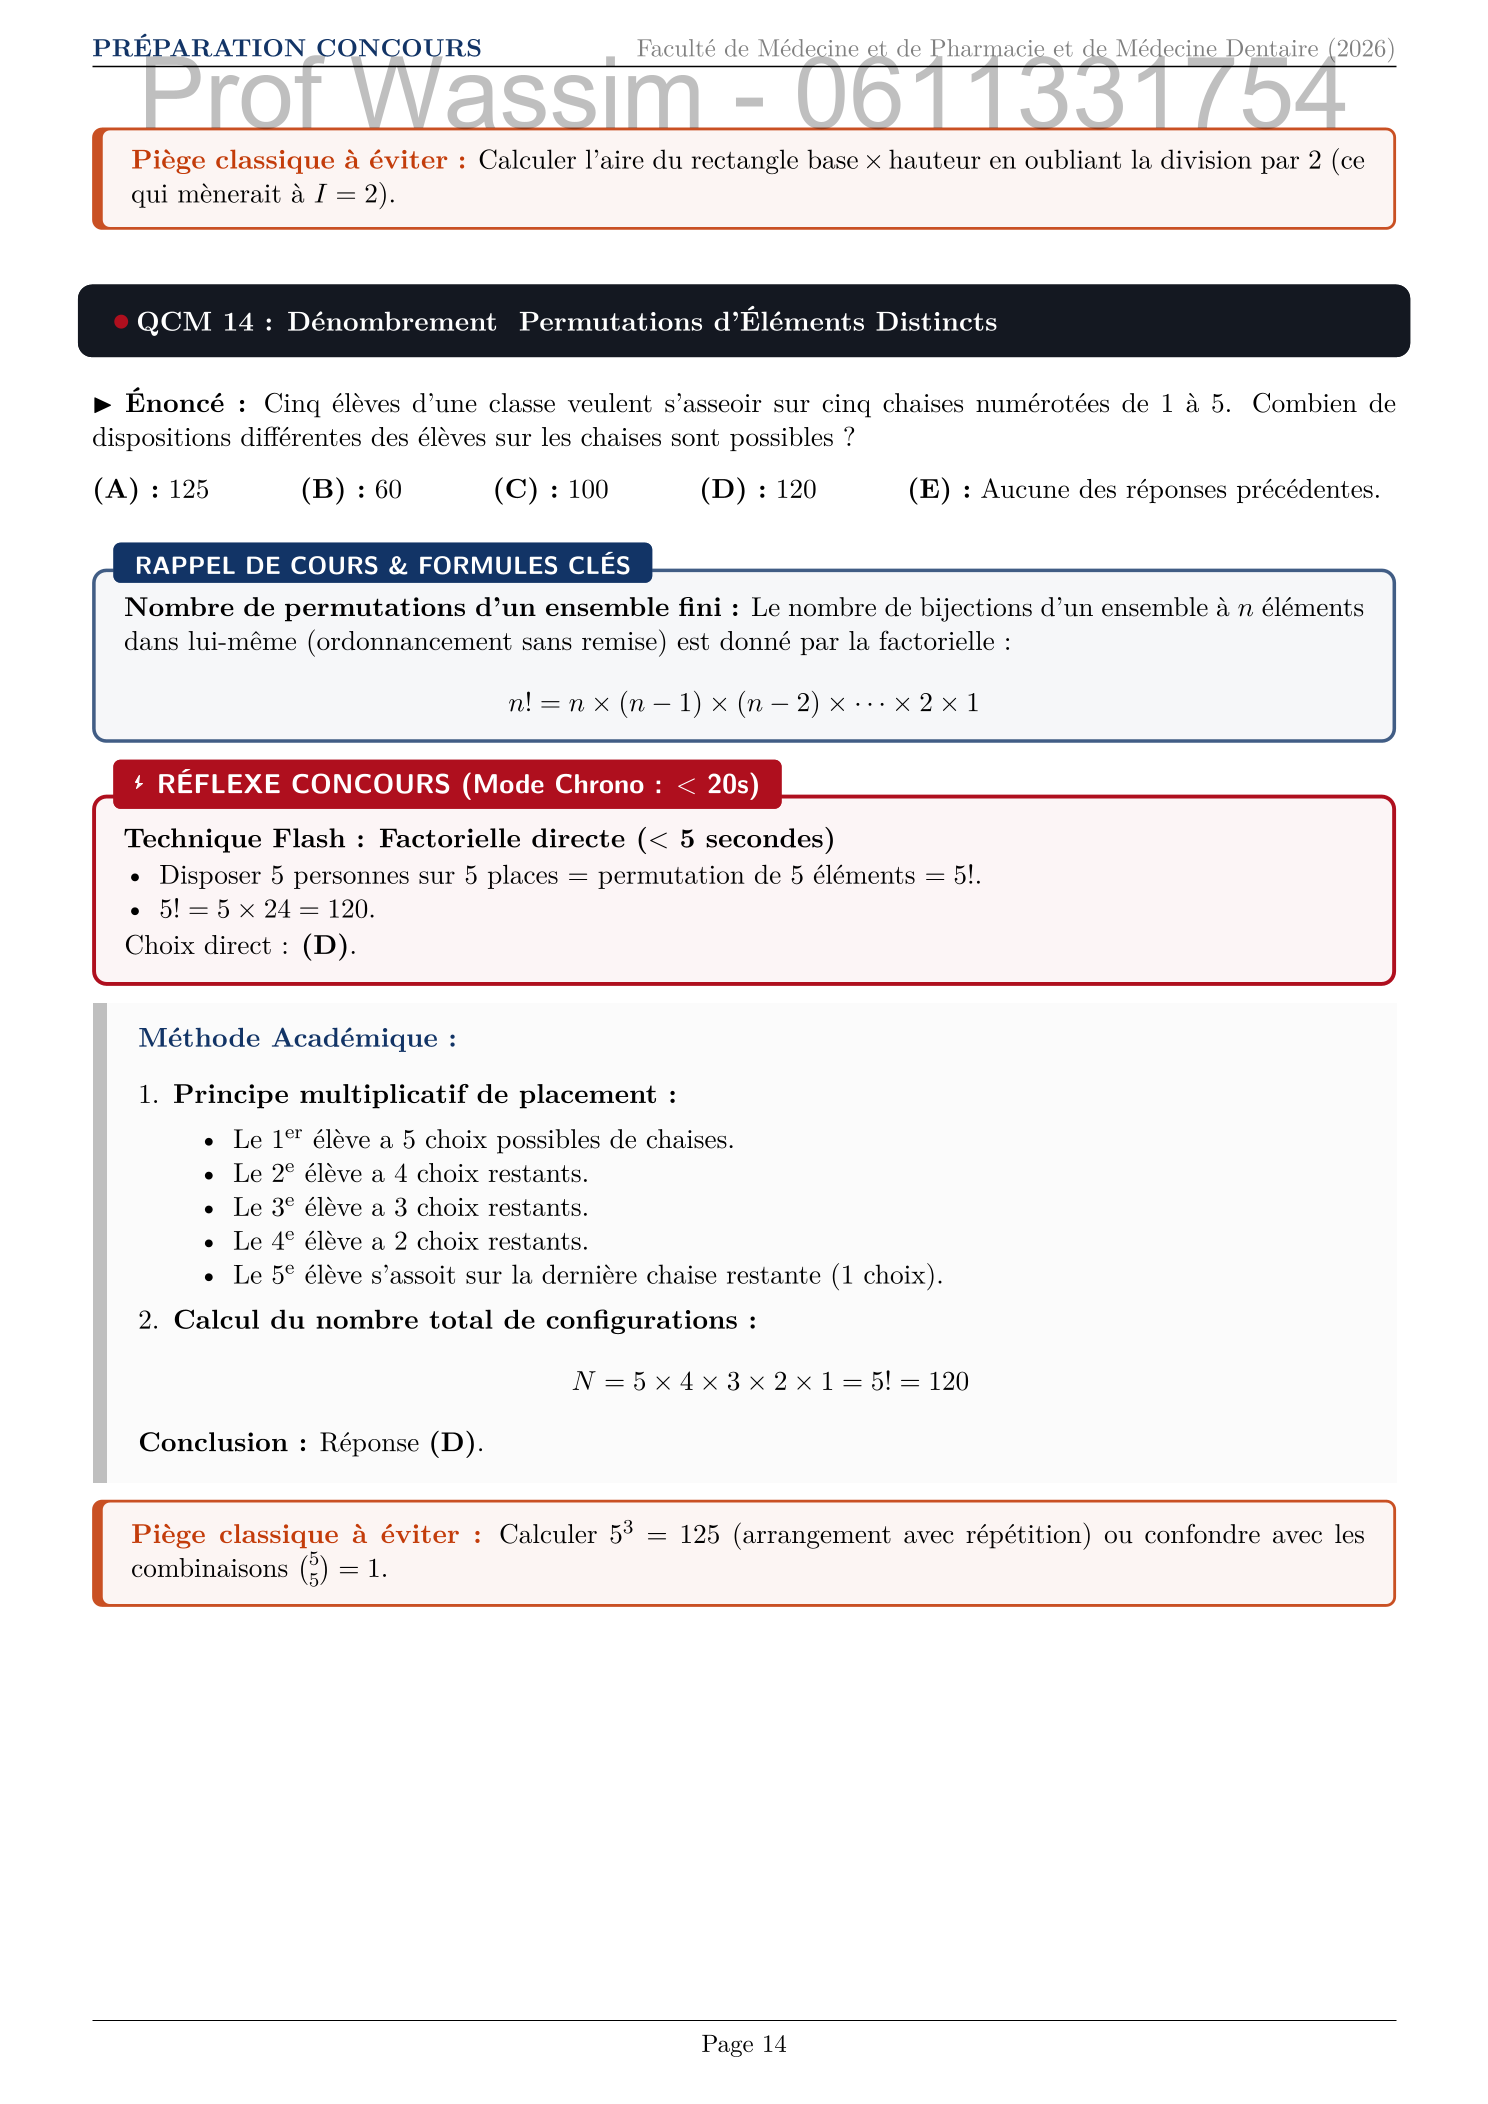 PRÉPARATION CONCOURS Faculté de Médecine et de Pharmacie et de Médecine Dentaire (2026)
Prof Wassim - 0611331754
Piège classique à éviter : Calculer l'aire du rectangle base × hauteur en oubliant la division par 2 (ce
qui mènerait à I = 2).
QCM 14 : Dénombrement Permutations d'Éléments Distincts
▶ Énoncé : Cinq élèves d'une classe veulent s'asseoir sur cinq chaises numérotées de 1 à 5. Combien de
dispositions différentes des élèves sur les chaises sont possibles ?
(A) : 125 (B) : 60 (C) : 100 (D) : 120 (E) : Aucune des réponses précédentes.
RAPPEL DE COURS & FORMULES CLÉS
Nombre de permutations d'un ensemble fini : Le nombre de bijections d'un ensemble à n éléments
dans lui-même (ordonnancement sans remise) est donné par la factorielle :
n! = n × (n − 1) × (n − 2) × ⋯ × 2 × 1
RÉFLEXE CONCOURS (Mode Chrono : < 20s)
Technique Flash : Factorielle directe (< 5 secondes)
• Disposer 5 personnes sur 5 places = permutation de 5 éléments = 5!.
• 5! = 5 × 24 = 120.
Choix direct : (D).
Méthode Académique :
1. Principe multiplicatif de placement :
• Le 1er élève a 5 choix possibles de chaises.
• Le 2e élève a 4 choix restants.
• Le 3e élève a 3 choix restants.
• Le 4e élève a 2 choix restants.
• Le 5e élève s'assoit sur la dernière chaise restante (1 choix).
2. Calcul du nombre total de configurations :
N = 5 × 4 × 3 × 2 × 1 = 5! = 120
Conclusion : Réponse (D).
Piège classique à éviter : Calculer 5³ = 125 (arrangement avec répétition) ou confondre avec les
combinaisons (5 5) = 1.
Page 14